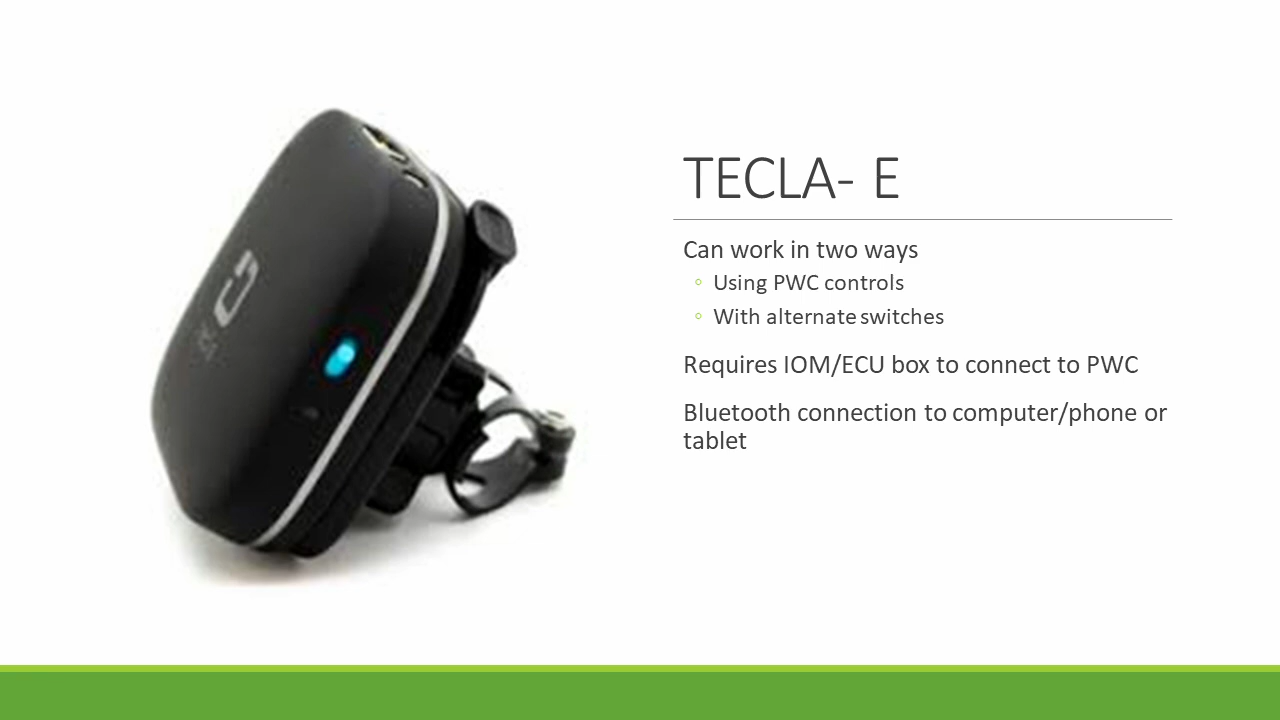 TECLA- E
Can work in two ways
◦ Using PWC controls
◦ With alternate switches
Requires IOM/ECU box to connect to PWC
Bluetooth connection to computer/phone or
tablet